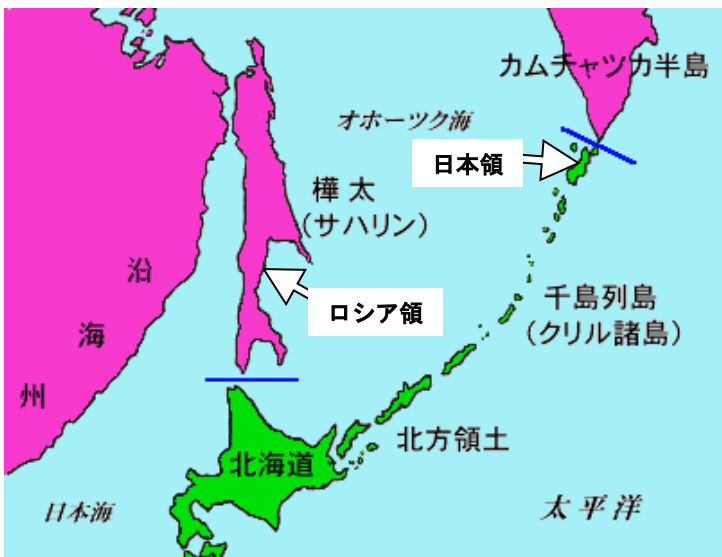 カムチャツカ半島
オホーツク海
日本領
樺 太
(サハリン)
沿
海
州
ロシア領
千島列島
(クリル諸島)
北方領土
北海道
日本海
太 平 洋